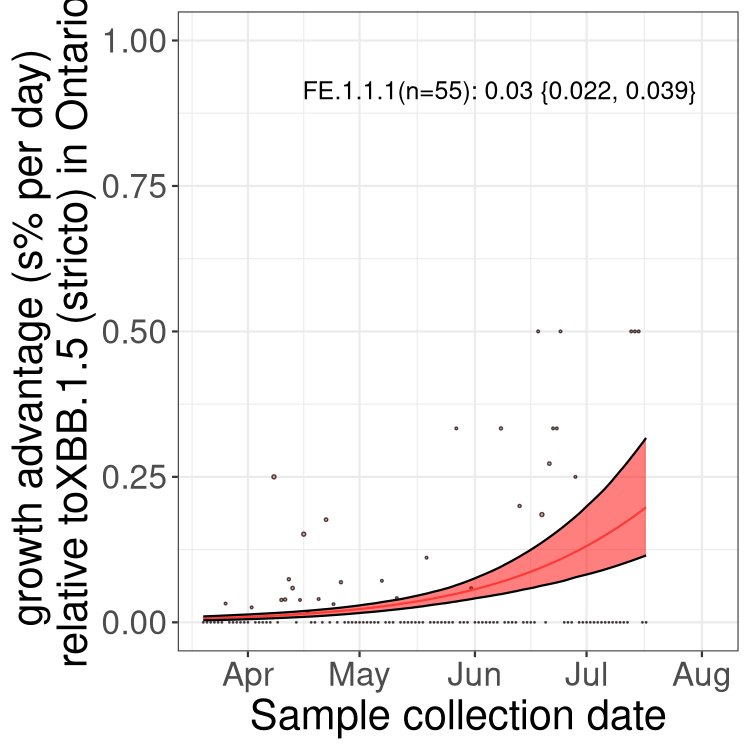 growth advantage (s% per day)
relative toXBB.1.5 (stricto) in Ontario
1.00
0.75
0.50
0.25
0.00
FE.1.1.1(n=55): 0.03 {0.022, 0.039}
Apr May Jun Jul Aug
Sample collection date